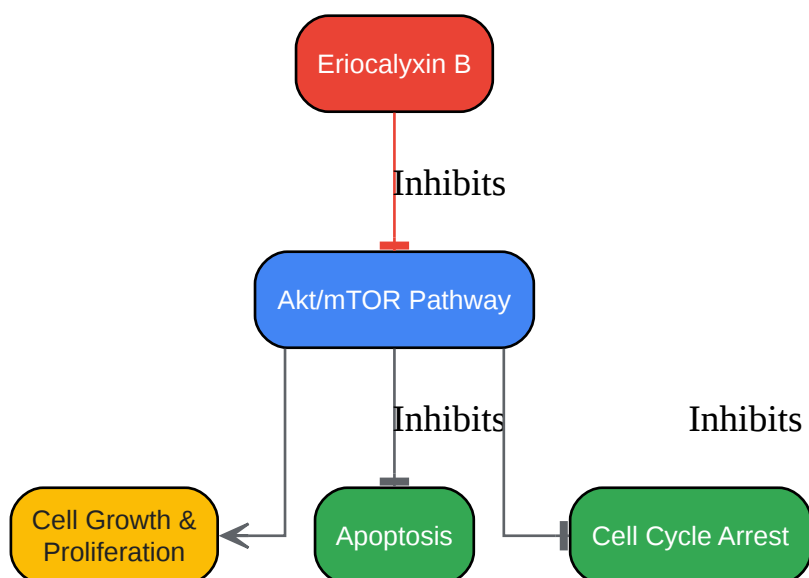 Eriocalyxin B
Inhibits
Akt/mTOR Pathway
Inhibits
Inhibits
Cell Growth &
Proliferation
Apoptosis
Cell Cycle Arrest